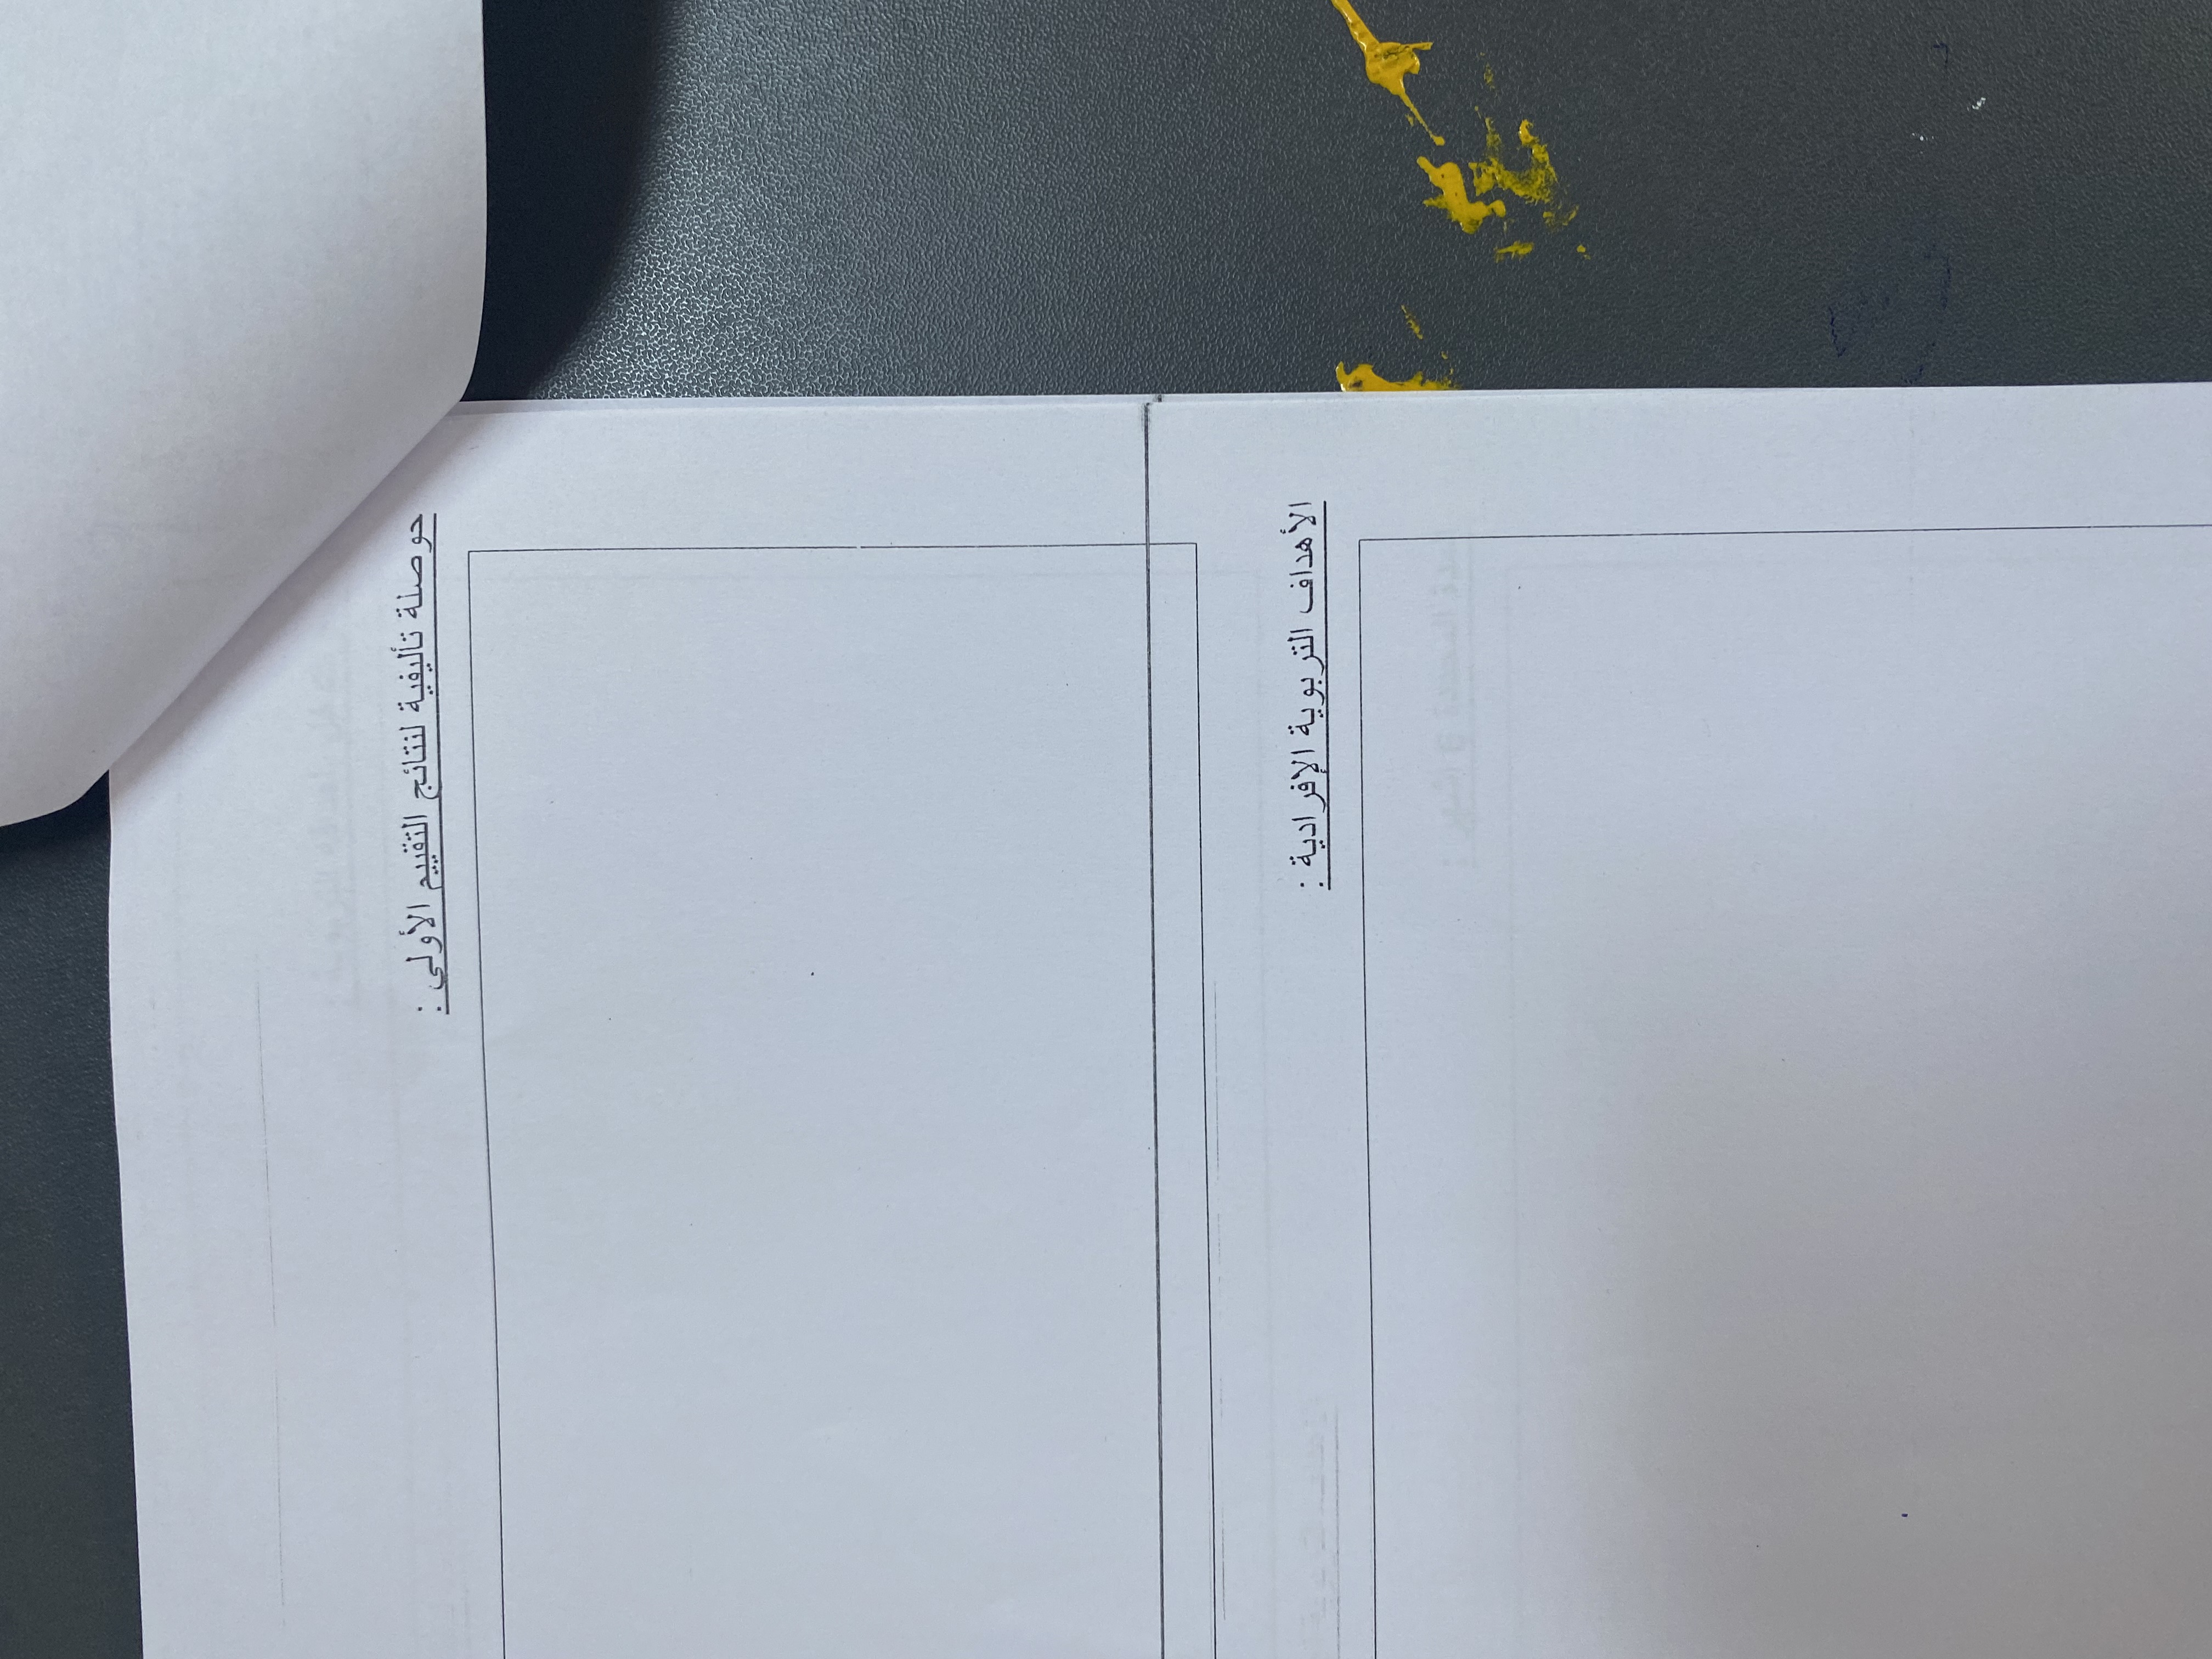 حوصلة تأليفية لنتائج التقييم الأولي :
الأهداف التربوية الإفرادية :